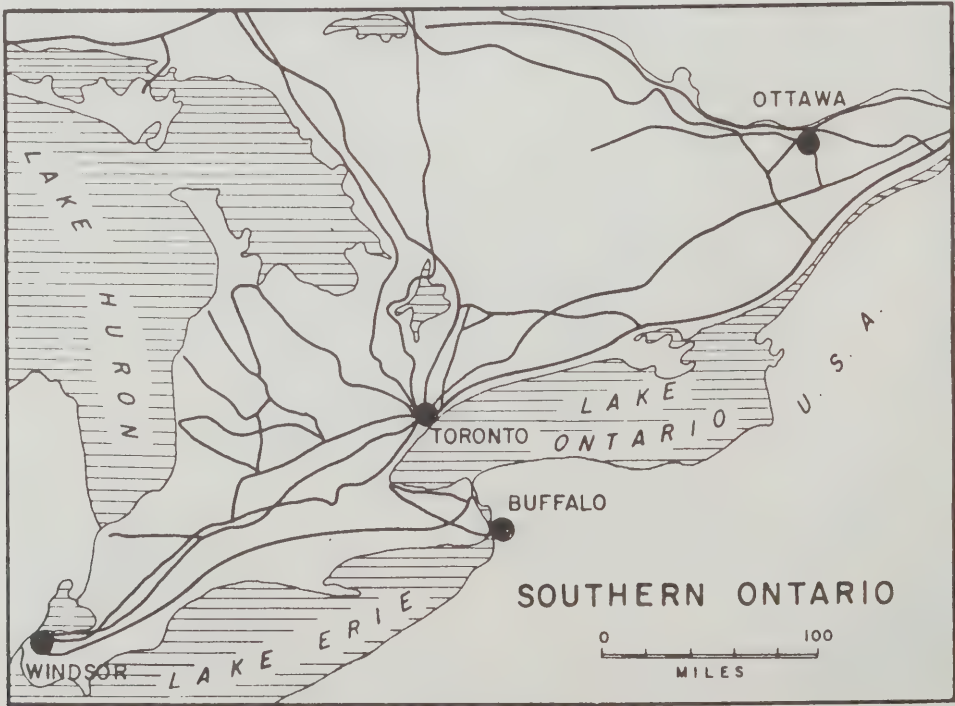 OTTAWA
LAKE HURON
U. S. A.
LAKE
ONTARIO
TORONTO
BUFFALO
SOUTHERN ONTARIO
0 100
MILES
LAKE ERIE
WINDSOR